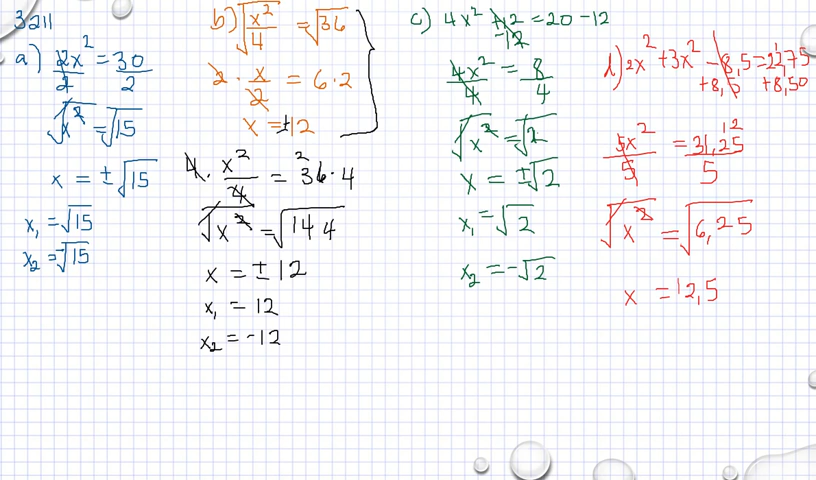 3211
a) 2x² = 30
2 2
√x² = √15
x = ±√15
x₁ = √15
x₂ = -√15
b) √x²/4 = √36
2 · x/2 = 6·2
x = ±12
4 · x²/4 = 36·4
√x² = √144
x = ±12
x₁ = 12
x₂ = -12
c) 4x² + 12 = 20 - 12
-12
4x²/4 = 8/4
√x² = √2
x = ±√2
x₁ = √2
x₂ = -√2
d) 2x² + 3x² - 8,5 = 22,75
+8,5 +8,50
5x²/5 = 31,25/5
√x² = √6,25
x = 2,5